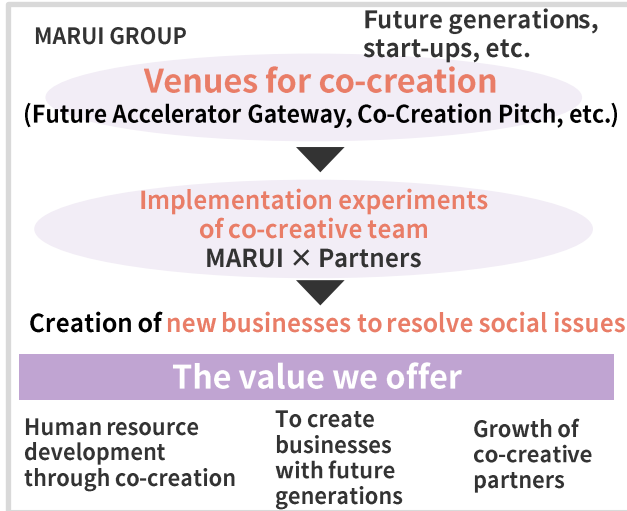 MARUI GROUP
Future generations,
start-ups, etc.
Venues for co-creation
(Future Accelerator Gateway, Co-Creation Pitch, etc.)
Implementation experiments
of co-creative team
MARUI × Partners
Creation of new businesses to resolve social issues
The value we offer
Human resource
development
through co-creation
To create
businesses
with future
generations
Growth of
co-creative
partners